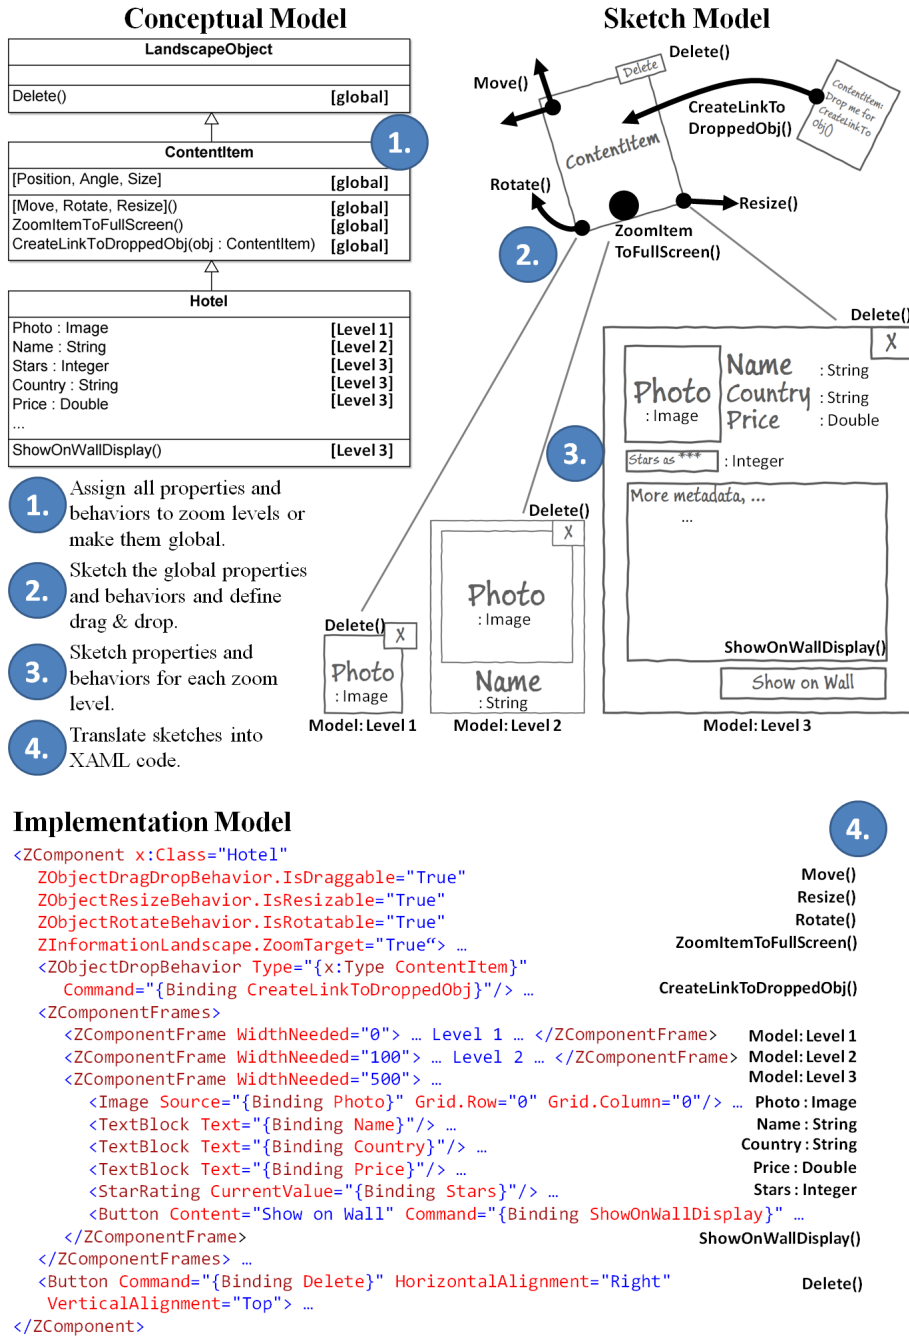 Conceptual Model
LandscapeObject
Delete() [global]
ContentItem
1.
[Position, Angle, Size] [global]
[Move, Rotate, Resize]() [global]
ZoomItemToFullScreen() [global]
CreateLinkToDroppedObj(obj : ContentItem) [global]
Hotel
Photo : Image [Level 1]
Name : String [Level 2]
Stars : Integer [Level 3]
Country : String [Level 3]
Price : Double [Level 3]
...
ShowOnWallDisplay() [Level 3]
1.
Assign all properties and
behaviors to zoom levels or
make them global.
2.
Sketch the global properties
and behaviors and define
drag & drop.
3.
Sketch properties and
behaviors for each zoom
level.
4.
Translate sketches into
XAML code.
Sketch Model
Delete()
Delete
Move()
CreateLinkTo
DroppedObj()
ContentItem:
Drop me for
CreateLinkTo
Obj()
ContentItem
Rotate()
Resize()
ZoomItem
ToFullScreen()
2.
3.
Delete()
X
Photo
: Image
Model: Level 1
Delete()
X
Photo
: Image
Name
: String
Model: Level 2
Delete()
X
Photo
: Image
Name : String
Country : String
Price : Double
Stars as *** : Integer
More metadata, ...
...
ShowOnWallDisplay()
Show on Wall
Model: Level 3
Implementation Model
4.
<ZComponent x:Class="Hotel"
ZObjectDragDropBehavior.IsDraggable="True" Move()
ZObjectResizeBehavior.IsResizable="True" Resize()
ZObjectRotateBehavior.IsRotatable="True" Rotate()
ZInformationLandscape.ZoomTarget="True“> … ZoomItemToFullScreen()
<ZObjectDropBehavior Type="{x:Type ContentItem}"
Command="{Binding CreateLinkToDroppedObj}"/> … CreateLinkToDroppedObj()
<ZComponentFrames>
<ZComponentFrame WidthNeeded="0"> … Level 1 … </ZComponentFrame> Model: Level 1
<ZComponentFrame WidthNeeded="100"> … Level 2 … </ZComponentFrame> Model: Level 2
<ZComponentFrame WidthNeeded="500"> … Model: Level 3
<Image Source="{Binding Photo}" Grid.Row="0" Grid.Column="0"/> … Photo : Image
<TextBlock Text="{Binding Name}"/> … Name : String
<TextBlock Text="{Binding Country}"/> … Country : String
<TextBlock Text="{Binding Price}"/> … Price : Double
<StarRating CurrentValue="{Binding Stars}"/> … Stars : Integer
<Button Content="Show on Wall" Command="{Binding ShowOnWallDisplay}" …
</ZComponentFrame> ShowOnWallDisplay()
</ZComponentFrames> …
<Button Command="{Binding Delete}" HorizontalAlignment="Right" Delete()
VerticalAlignment="Top"> …
</ZComponent>